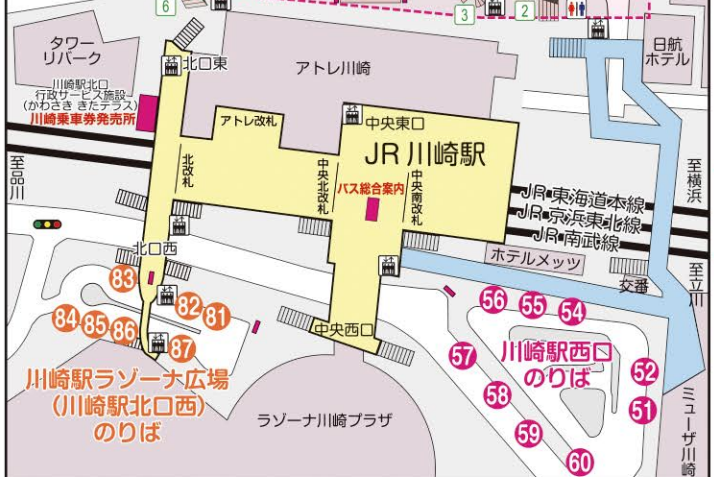 6
3
2
タワー
リバーク
北口東
アトレ川崎
日航
ホテル
川崎駅北口
行政サービス施設
(かわさき きたテラス)
川崎乗車券発売所
アトレ改札
中央東口
JR川崎駅
至品川
北改札
中央北改札
バス総合案内
中央南改札
至横浜
JR東海道本線
JR京浜東北線
JR南武線
北口西
ホテルメッツ
交番
至立川
83
82
81
84
85
86
87
56
55
54
中央西口
57
川崎駅西口
のりば
52
51
58
59
60
川崎駅ラゾーナ広場
(川崎駅北口西)
のりば
ラゾーナ川崎プラザ
ミューザ川崎